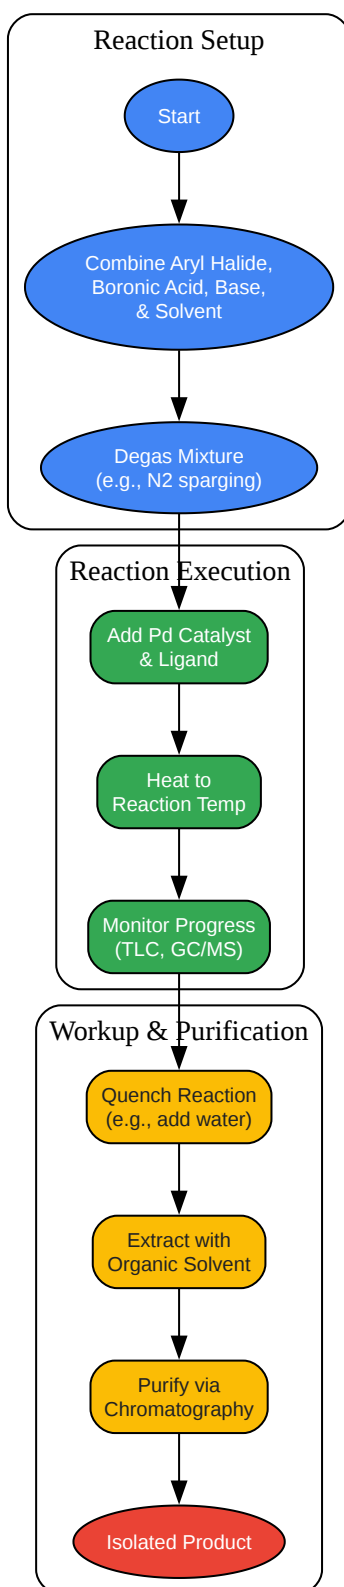 Reaction Setup
Start
Combine Aryl Halide,
Boronic Acid, Base,
& Solvent
Degas Mixture
(e.g., N2 sparging)
Reaction Execution
Add Pd Catalyst
& Ligand
Heat to
Reaction Temp
Monitor Progress
(TLC, GC/MS)
Workup & Purification
Quench Reaction
(e.g., add water)
Extract with
Organic Solvent
Purify via
Chromatography
Isolated Product